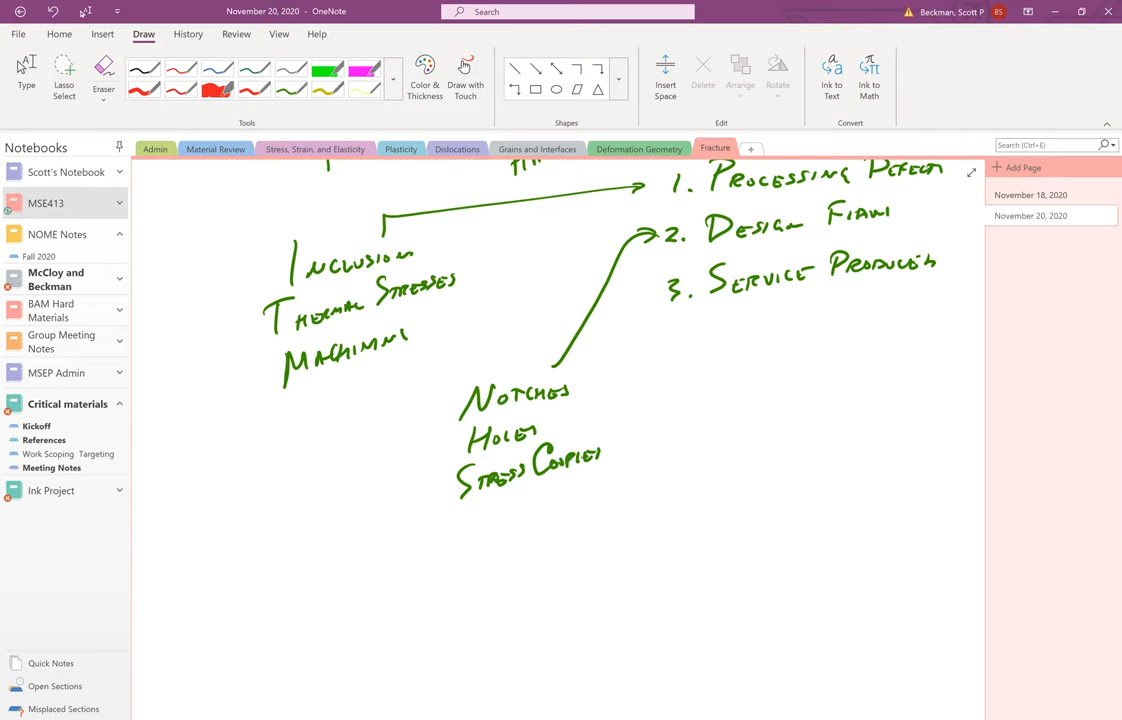 November 20, 2020 - OneNote
Search
Beckman, Scott P
BS
File
Home
Insert
Draw
History
Review
View
Help
Type
Lasso
Select
Eraser
Color &
Thickness
Draw with
Touch
Insert
Space
Delete
Arrange
Rotate
Ink to
Text
Ink to
Math
Tools
Shapes
Edit
Convert
Notebooks
Admin
Material Review
Stress, Strain, and Elasticity
Plasticity
Dislocations
Grains and Interfaces
Deformation Geometry
Fracture
Search (Ctrl+E)
Scott's Notebook
MSE413
NOME Notes
Fall 2020
McCloy and
Beckman
BAM Hard
Materials
Group Meeting
Notes
MSEP Admin
Critical materials
Kickoff
References
Work Scoping Targeting
Meeting Notes
Ink Project
Quick Notes
Open Sections
Misplaced Sections
Add Page
November 18, 2020
November 20, 2020
1. Processing Defects
2. Design Flaws
3. Service Produced
Inclusions
Thermal Stresses
Machining
Notches
Holes
Stress Couples